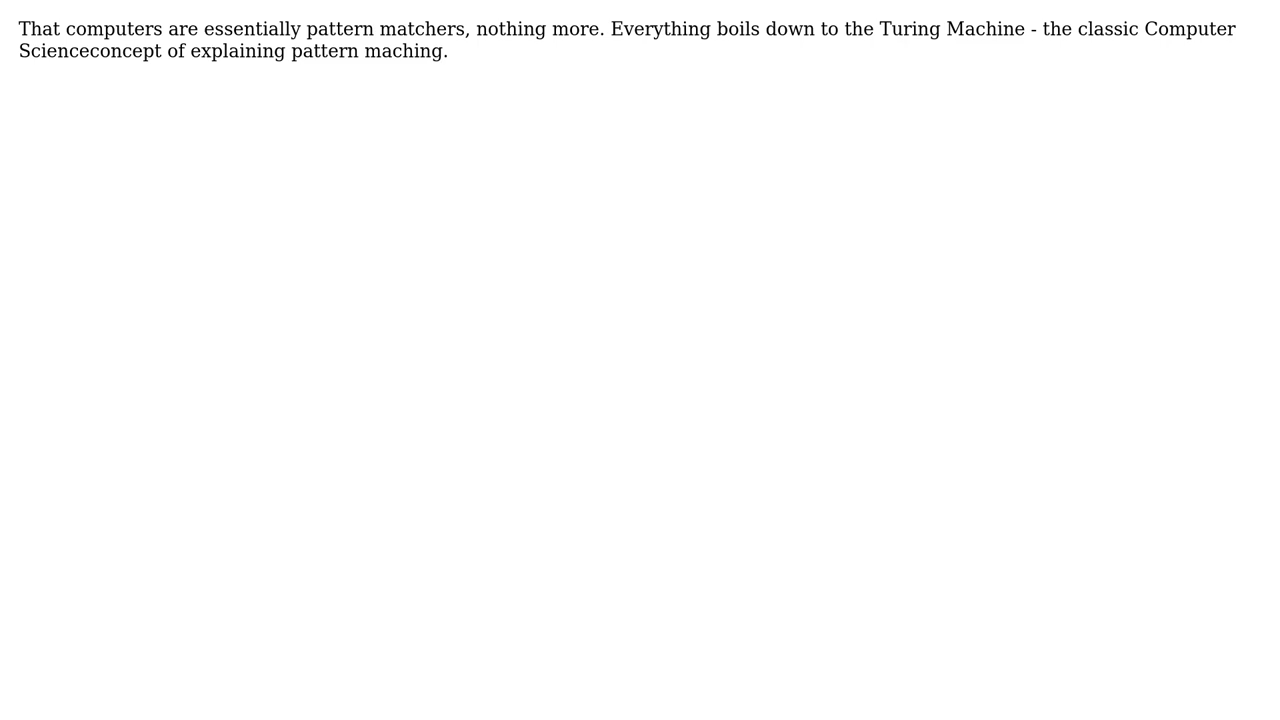 That computers are essentially pattern matchers, nothing more. Everything boils down to the Turing Machine - the classic Computer
Scienceconcept of explaining pattern maching.